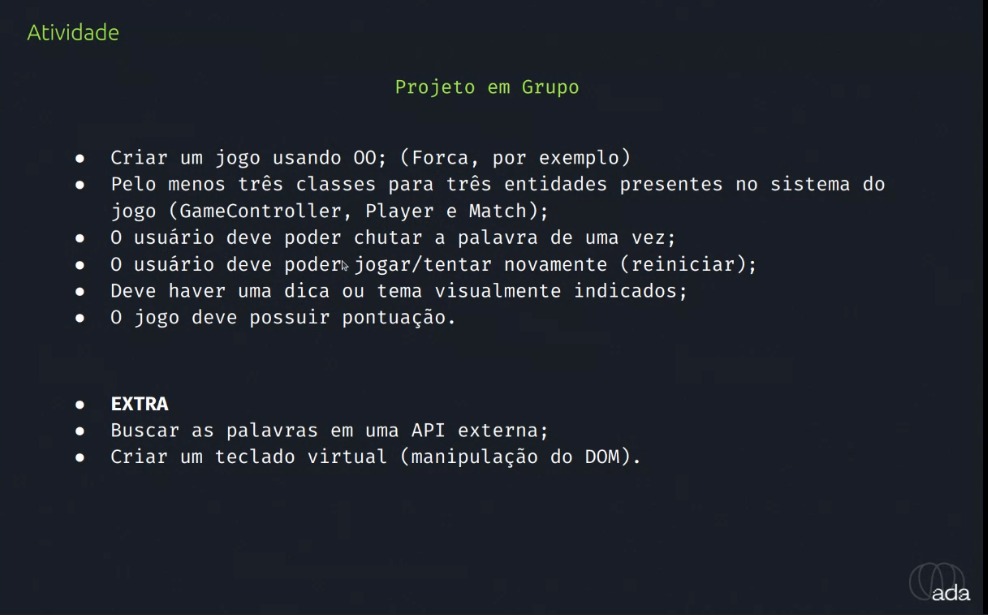 Atividade
Projeto em Grupo
● Criar um jogo usando OO; (Forca, por exemplo)
● Pelo menos três classes para três entidades presentes no sistema do
jogo (GameController, Player e Match);
● O usuário deve poder chutar a palavra de uma vez;
● O usuário deve poder jogar/tentar novamente (reiniciar);
● Deve haver uma dica ou tema visualmente indicados;
● O jogo deve possuir pontuação.
● EXTRA
● Buscar as palavras em uma API externa;
● Criar um teclado virtual (manipulação do DOM).
ada